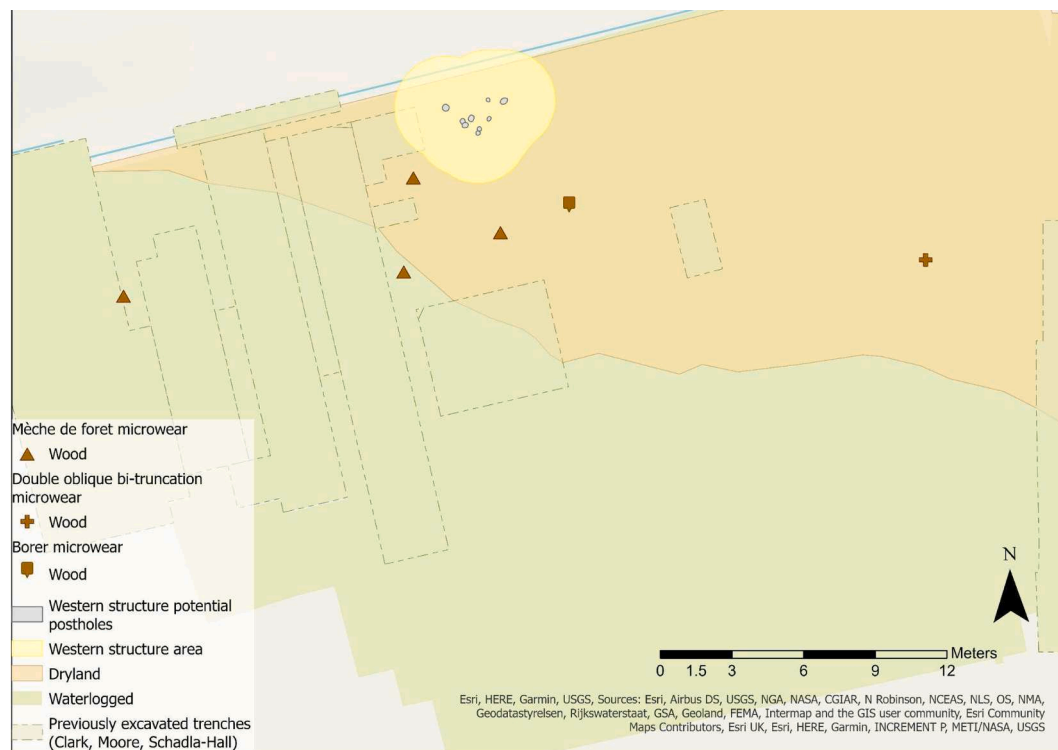 Mèche de foret microwear
Wood
Double oblique bi-truncation
microwear
Wood
Borer microwear
Wood
Western structure potential
postholes
Western structure area
Dryland
Waterlogged
Previously excavated trenches
(Clark, Moore, Schadla-Hall)
N
Meters
0 1.5 3 6 9 12
Esri, HERE, Garmin, USGS, Sources: Esri, Airbus DS, USGS, NGA, NASA, CGIAR, N Robinson, NCEAS, NLS, OS, NMA,
Geodatastyrelsen, Rijkswaterstaat, GSA, Geoland, FEMA, Intermap and the GIS user community, Esri Community
Maps Contributors, Esri UK, Esri, HERE, Garmin, INCREMENT P, METI/NASA, USGS